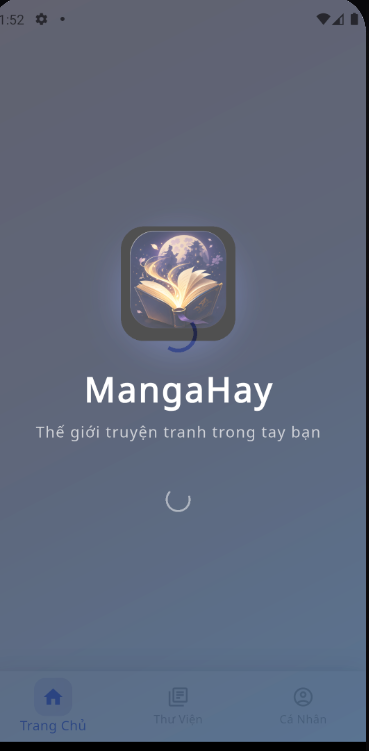 1:52
MangaHay
Thế giới truyện tranh trong tay bạn
Trang Chủ
Thư Viện
Cá Nhân